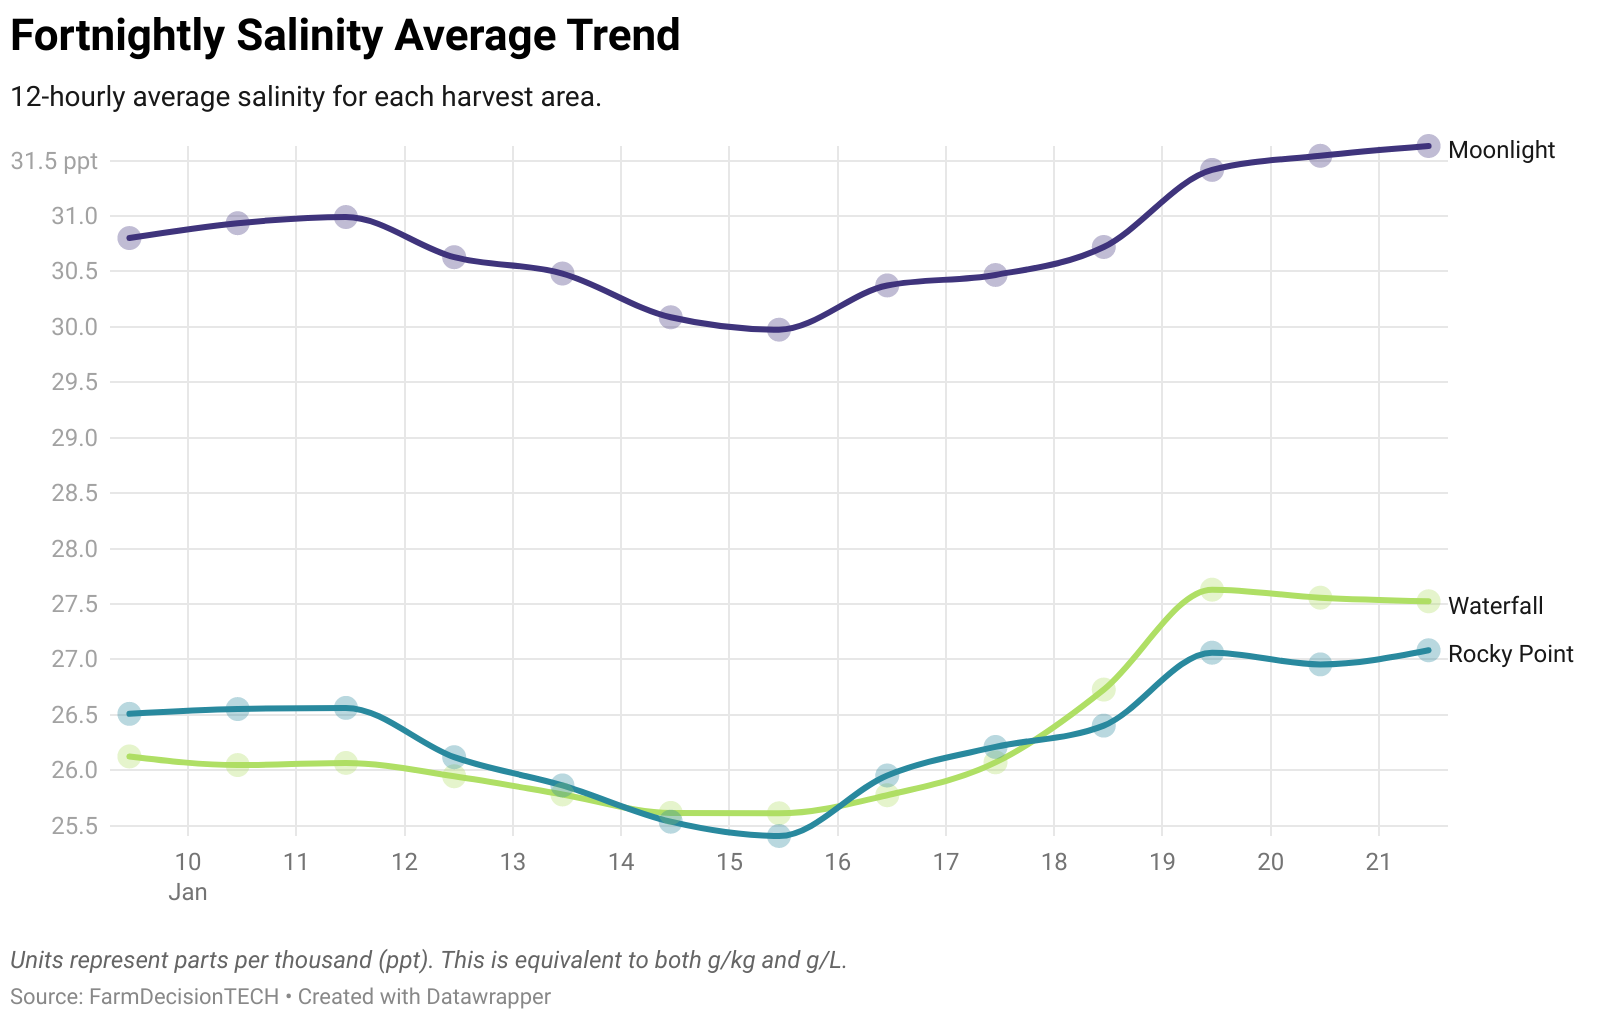 Fortnightly Salinity Average Trend
12-hourly average salinity for each harvest area.
31.5 ppt
31.0
30.5
30.0
29.5
29.0
28.5
28.0
27.5
27.0
26.5
26.0
25.5
Moonlight
Waterfall
Rocky Point
10 11 12 13 14 15 16 17 18 19 20 21
Jan
Units represent parts per thousand (ppt). This is equivalent to both g/kg and g/L.
Source: FarmDecisionTECH • Created with Datawrapper